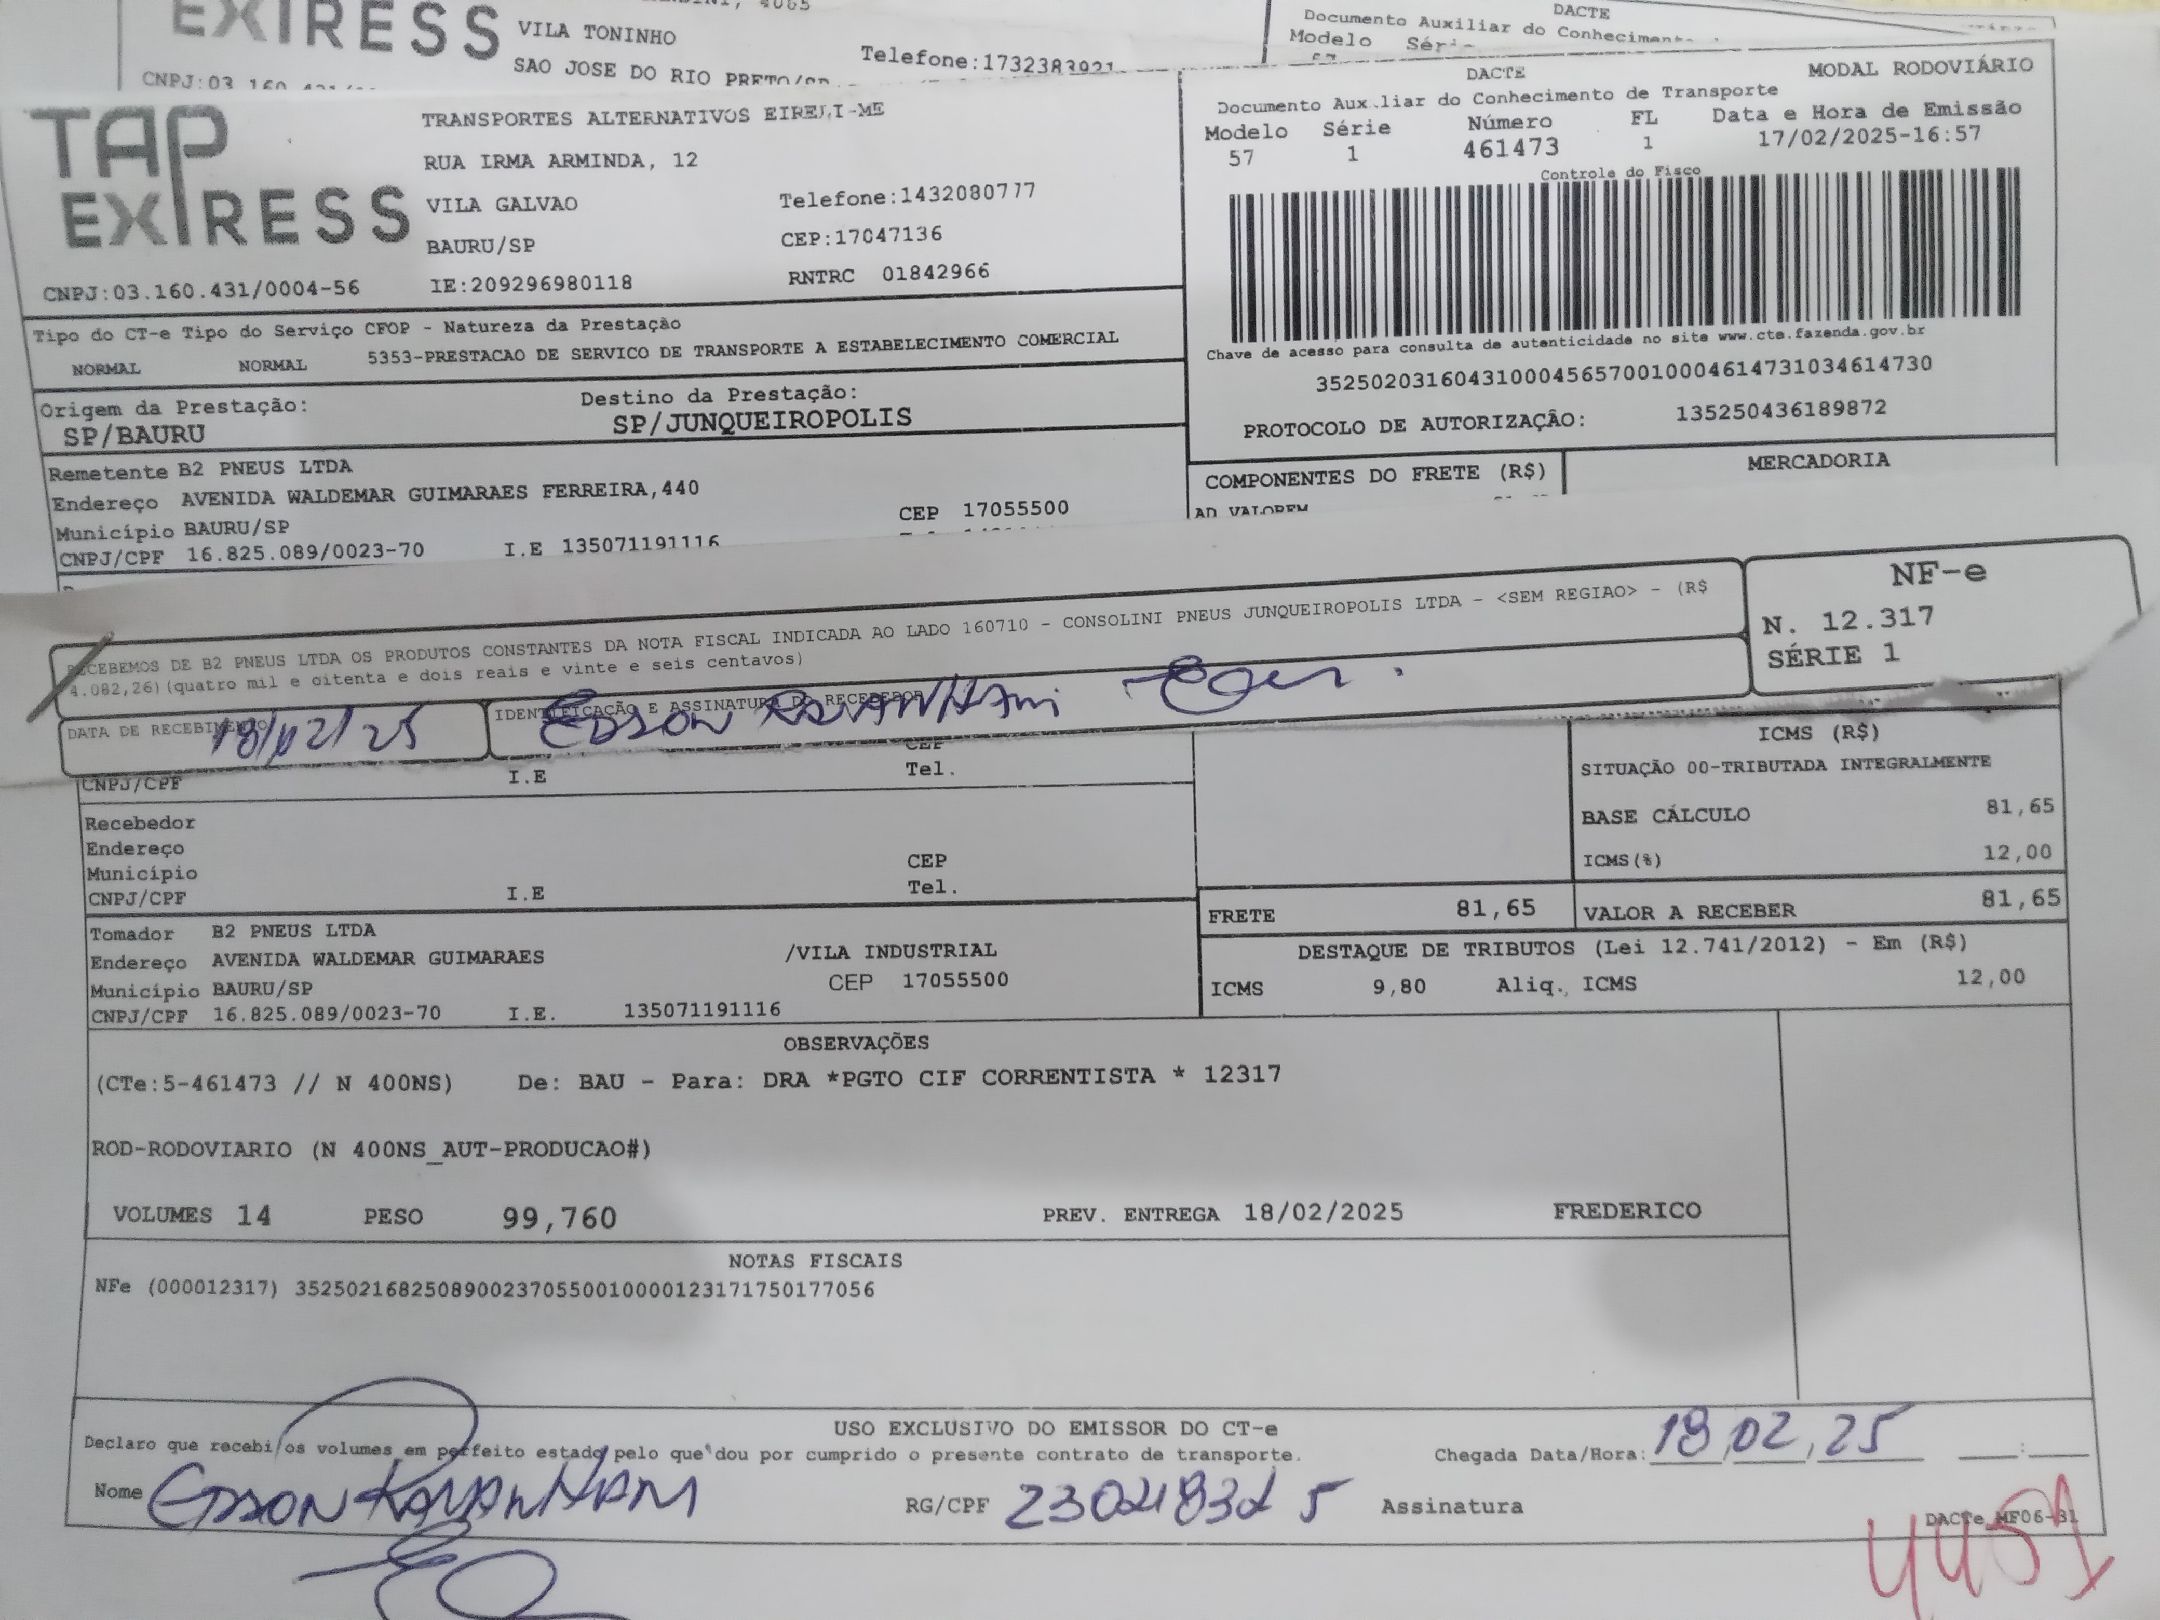 EXPRESS
VILA TONINHO
SAO JOSE DO RIO PRETO/SP
Telefone:1732383921
DACTE
Documento Auxiliar do Conhecimento
Modelo Série
57
TAP EXPRESS
TRANSPORTES ALTERNATIVOS EIRELI-ME
RUA IRMA ARMINDA, 12
VILA GALVAO Telefone:1432080777
BAURU/SP CEP:17047136
CNPJ:03.160.431/0004-56 IE:209296980118 RNTRC 01842966
DACTE MODAL RODOVIÁRIO
Documento Auxiliar do Conhecimento de Transporte
Modelo Série Número FL Data e Hora de Emissão
57 1 461473 1 17/02/2025-16:57
Controle do Fisco
Chave de acesso para consulta de autenticidade no site www.cte.fazenda.gov.br
35250203160431000456570010004614731034614730
PROTOCOLO DE AUTORIZAÇÃO: 135250436189872
Tipo do CT-e Tipo do Serviço CFOP - Natureza da Prestação
NORMAL NORMAL 5353-PRESTACAO DE SERVICO DE TRANSPORTE A ESTABELECIMENTO COMERCIAL
Origem da Prestação: Destino da Prestação:
SP/BAURU SP/JUNQUEIROPOLIS
Remetente B2 PNEUS LTDA
Endereço AVENIDA WALDEMAR GUIMARAES FERREIRA,440
Município BAURU/SP CEP 17055500
CNPJ/CPF 16.825.089/0023-70 I.E 135071191116
COMPONENTES DO FRETE (R$) MERCADORIA
AD VALOREM
RECEBEMOS DE B2 PNEUS LTDA OS PRODUTOS CONSTANTES DA NOTA FISCAL INDICADA AO LADO 160710 - CONSOLINI PNEUS JUNQUEIROPOLIS LTDA - <SEM REGIAO> - (R$
4.082,26)(quatro mil e oitenta e dois reais e vinte e seis centavos)
NF-e
N. 12.317
SÉRIE 1
DATA DE RECEBIMENTO IDENTIFICAÇÃO E ASSINATURA DO RECEBEDOR
18/02/25 EDSON RAVANHANI
CEP
CNPJ/CPF I.E Tel.
Recebedor
Endereço
Município CEP
CNPJ/CPF I.E Tel.
ICMS (R$)
SITUAÇÃO 00-TRIBUTADA INTEGRALMENTE
BASE CÁLCULO 81,65
ICMS(%) 12,00
FRETE 81,65 VALOR A RECEBER 81,65
Tomador B2 PNEUS LTDA
Endereço AVENIDA WALDEMAR GUIMARAES /VILA INDUSTRIAL
Município BAURU/SP CEP 17055500
CNPJ/CPF 16.825.089/0023-70 I.E. 135071191116
DESTAQUE DE TRIBUTOS (Lei 12.741/2012) - Em (R$)
ICMS 9,80 Aliq. ICMS 12,00
OBSERVAÇÕES
(CTe:5-461473 // N 400NS) De: BAU - Para: DRA *PGTO CIF CORRENTISTA * 12317
ROD-RODOVIARIO (N 400NS_AUT-PRODUCAO#)
VOLUMES 14 PESO 99,760 PREV. ENTREGA 18/02/2025 FREDERICO
NOTAS FISCAIS
NFe (000012317) 35250216825089002370550010000123171750177056
USO EXCLUSIVO DO EMISSOR DO CT-e
Declaro que recebi os volumes em perfeito estado pelo que dou por cumprido o presente contrato de transporte. Chegada Data/Hora: 18 02 25 :
Nome EDSON RAVANHANI RG/CPF Assinatura
DACTe_MF06-31